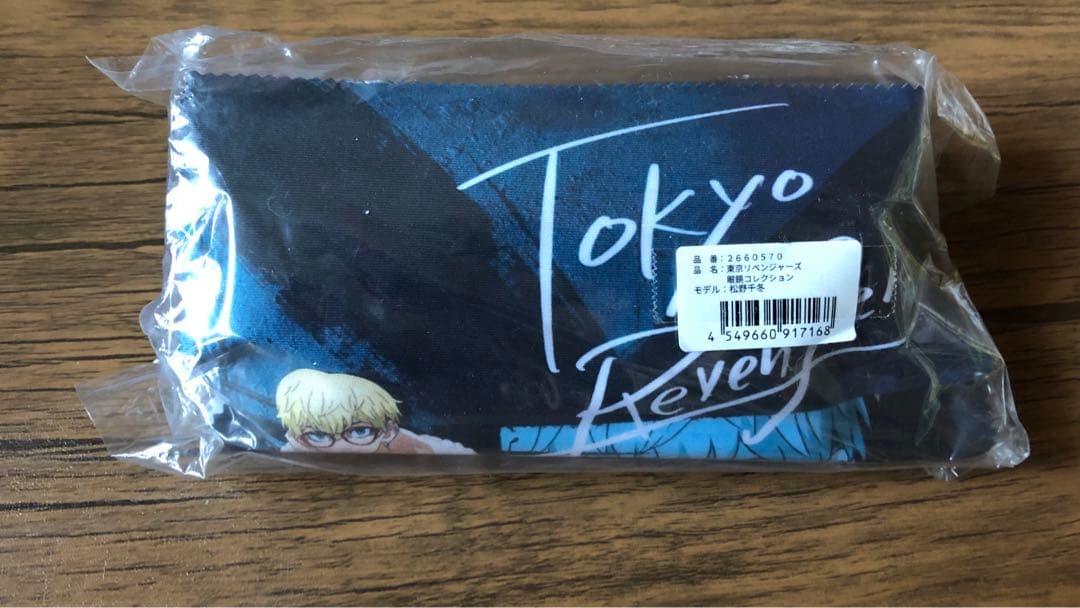 TOKYO
Reveng
品 番：2660570
品 名：東京リベンジャーズ
眼鏡コレクション
モデル：松野千冬
4 549660 917168